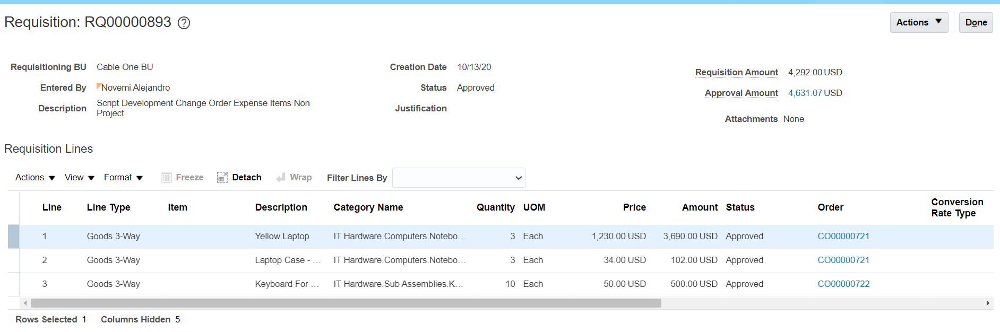 Requisition: RQ00000893 ?
Actions Done
Requisitioning BU Cable One BU
Entered By Novemi Alejandro
Description Script Development Change Order Expense Items Non
Project
Creation Date 10/13/20
Status Approved
Justification
Requisition Amount 4,292.00 USD
Approval Amount 4,631.07 USD
Attachments None
Requisition Lines
Actions View Format Freeze Detach Wrap Filter Lines By
Line Line Type Item Description Category Name Quantity UOM Price Amount Status Order Conversion
Rate Type
1 Goods 3-Way Yellow Laptop IT Hardware.Computers.Notebo... 3 Each 1,230.00 USD 3,690.00 USD Approved CO00000721
2 Goods 3-Way Laptop Case - ... IT Hardware.Computers.Notebo... 3 Each 34.00 USD 102.00 USD Approved CO00000721
3 Goods 3-Way Keyboard For ... IT Hardware.Sub Assemblies.K... 10 Each 50.00 USD 500.00 USD Approved CO00000722
Rows Selected 1 Columns Hidden 5